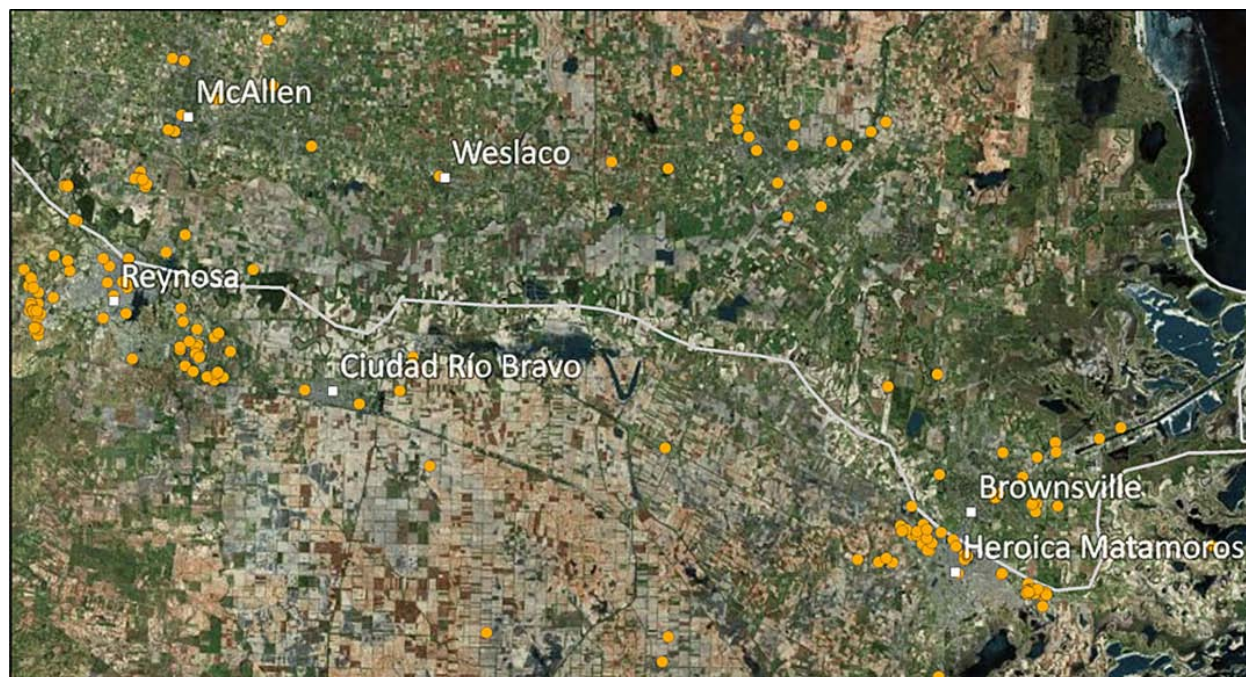 McAllen
Weslaco
Reynosa
Ciudad Río Bravo
Brownsville
Heroica Matamoros